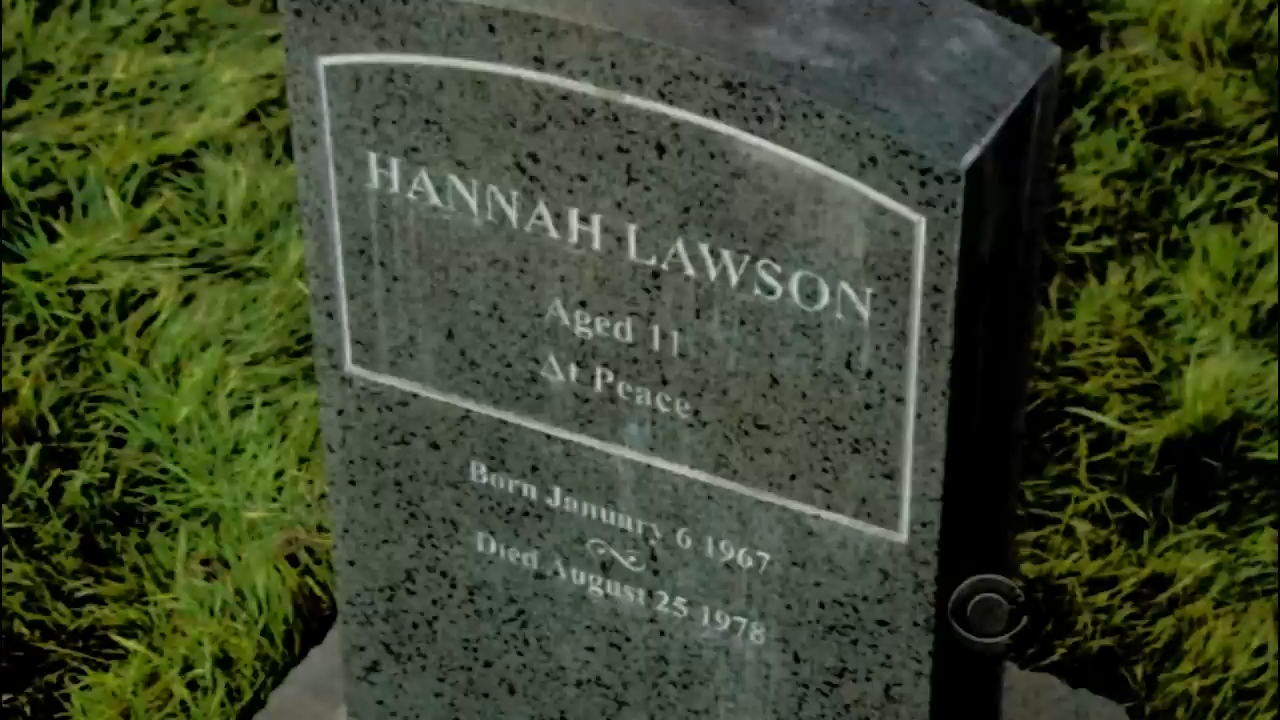 HANNAH LAWSON
Aged 11
At Peace
Born January 6 1967
Died August 25 1978